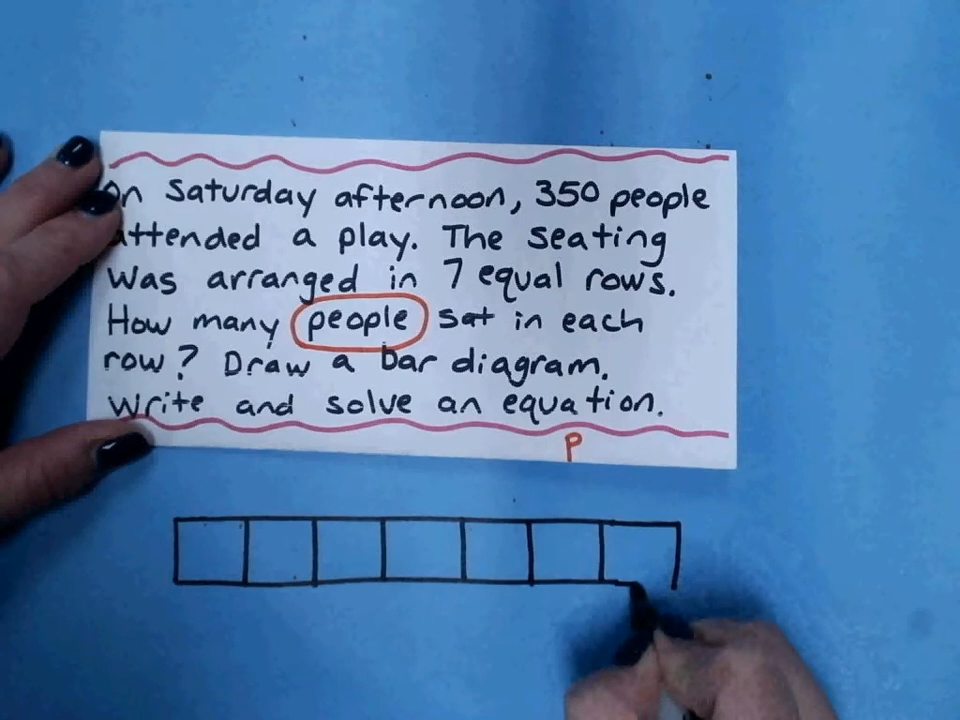 On Saturday afternoon, 350 people
attended a play. The seating
was arranged in 7 equal rows.
How many people sat in each
row? Draw a bar diagram.
Write and solve an equation.
P